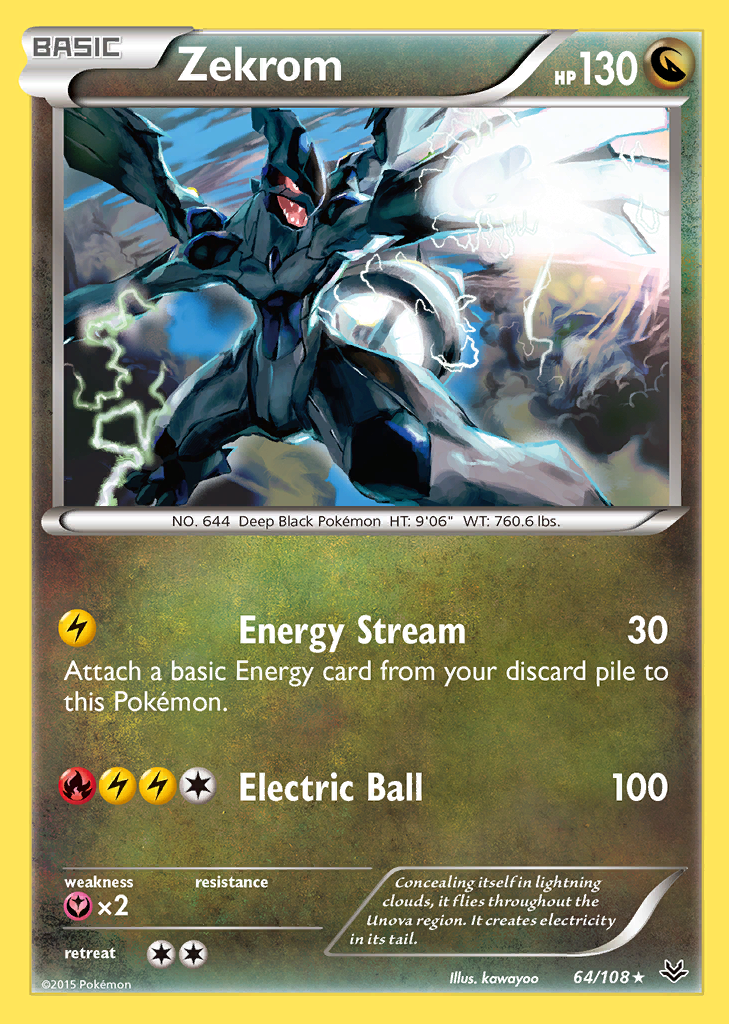 BASIC
Zekrom
HP 130
NO. 644 Deep Black Pokémon HT: 9'06" WT: 760.6 lbs.
Energy Stream 30
Attach a basic Energy card from your discard pile to
this Pokémon.
Electric Ball 100
weakness resistance
×2
Concealing itself in lightning
clouds, it flies throughout the
Unova region. It creates electricity
in its tail.
retreat
©2015 Pokémon
Illus. kawayoo
64/108 ★